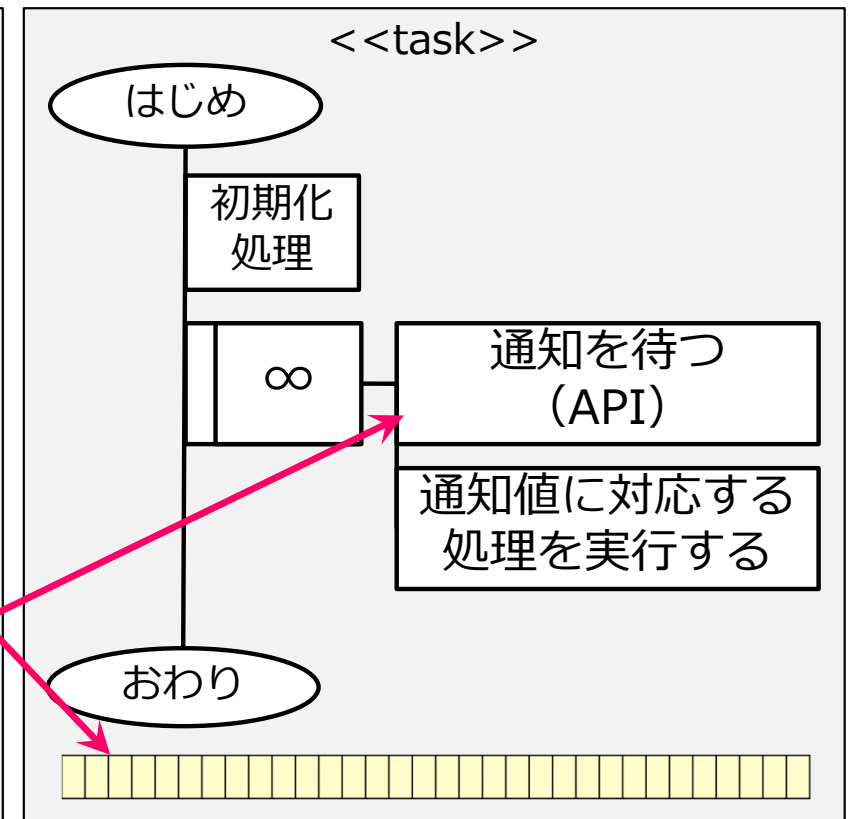 <<task>>
はじめ
初期化
処理
∞
通知を待つ
（API）
通知値に対応する
処理を実行する
おわり